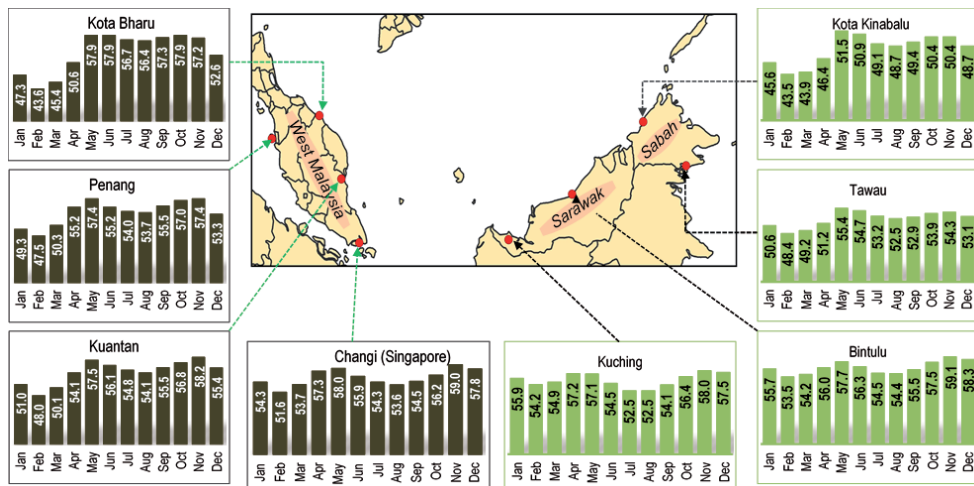 Kota Bharu
47.3 43.6 45.4 50.6 57.9 57.9 56.7 56.4 57.3 57.9 57.2 52.6
Jan Feb Mar Apr May Jun Jul Aug Sep Oct Nov Dec
Penang
49.3 47.5 50.3 55.2 57.4 55.2 54.0 53.7 55.5 57.0 57.4 53.3
Jan Feb Mar Apr May Jun Jul Aug Sep Oct Nov Dec
Kuantan
51.0 48.0 50.1 54.1 57.5 56.1 54.8 54.1 55.5 56.8 58.2 55.4
Jan Feb Mar Apr May Jun Jul Aug Sep Oct Nov Dec
West Malaysia
Sarawak
Sabah
Changi (Singapore)
54.3 51.6 53.7 57.3 58.0 55.9 54.3 53.6 54.5 56.2 59.0 57.8
Jan Feb Mar Apr May Jun Jul Aug Sep Oct Nov Dec
Kuching
55.9 54.2 54.9 57.2 57.1 54.5 52.5 52.5 54.1 56.4 58.0 57.5
Jan Feb Mar Apr May Jun Jul Aug Sep Oct Nov Dec
Kota Kinabalu
45.6 43.5 43.9 46.4 51.5 50.9 49.1 48.7 49.4 50.4 50.4 48.7
Jan Feb Mar Apr May Jun Jul Aug Sep Oct Nov Dec
Tawau
50.6 48.4 49.2 51.2 55.4 54.7 53.2 52.5 52.9 53.9 54.3 53.1
Jan Feb Mar Apr May Jun Jul Aug Sep Oct Nov Dec
Bintulu
55.7 53.5 54.2 56.0 57.7 56.3 54.5 54.4 55.5 57.5 59.1 58.3
Jan Feb Mar Apr May Jun Jul Aug Sep Oct Nov Dec